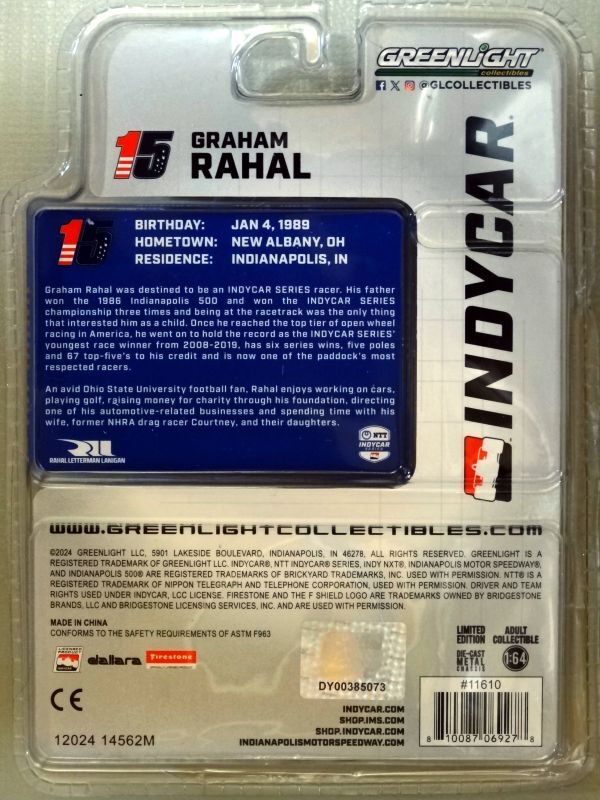 GREENLIGHT
collectibles
@GLCOLLECTIBLES
15 GRAHAM
RAHAL
INDYCAR
15
BIRTHDAY: JAN 4, 1989
HOMETOWN: NEW ALBANY, OH
RESIDENCE: INDIANAPOLIS, IN
Graham Rahal was destined to be an INDYCAR SERIES racer. His father
won the 1986 Indianapolis 500 and won the INDYCAR SERIES
championship three times and being at the racetrack was the only thing
that interested him as a child. Once he reached the top tier of open wheel
racing in America, he went on to hold the record as the INDYCAR SERIES'
youngest race winner from 2008-2019, has six series wins, five poles
and 67 top-five's to his credit and is now one of the paddock's most
respected racers.
An avid Ohio State University football fan, Rahal enjoys working on cars,
playing golf, raising money for charity through his foundation, directing
one of his automotive-related businesses and spending time with his
wife, former NHRA drag racer Courtney, and their daughters.
RLL
RAHAL LETTERMAN LANIGAN
NTT
INDYCAR
SERIES
WWW.GREENLIGHTCOLLECTIBLES.COM
©2024 GREENLIGHT LLC, 5901 LAKESIDE BOULEVARD, INDIANAPOLIS, IN 46278, ALL RIGHTS RESERVED. GREENLIGHT IS A
REGISTERED TRADEMARK OF GREENLIGHT LLC. INDYCAR®, NTT INDYCAR® SERIES, INDY NXT®, INDIANAPOLIS MOTOR SPEEDWAY®,
AND INDIANAPOLIS 500® ARE REGISTERED TRADEMARKS OF BRICKYARD TRADEMARKS, INC. USED WITH PERMISSION. NTT® IS A
REGISTERED TRADEMARK OF NIPPON TELEGRAPH AND TELEPHONE CORPORATION. USED WITH PERMISSION. DRIVER AND TEAM
RIGHTS USED UNDER INDYCAR, LCC LICENSE. FIRESTONE AND THE F SHIELD LOGO ARE TRADEMARKS OWNED BY BRIDGESTONE
BRANDS, LLC AND BRIDGESTONE LICENSING SERVICES, INC. AND ARE USED WITH PERMISSION.
MADE IN CHINA
CONFORMS TO THE SAFETY REQUIREMENTS OF ASTM F963
LICENSED
PRODUCT
dallara
Firestone
LIMITED
EDITION
ADULT
COLLECTIBLE
DIE-CAST
METAL
CHASSIS
1:64
DY00385073
CE
#11610
INDYCAR.COM
SHOP.IMS.COM
SHOP.INDYCAR.COM
INDIANAPOLISMOTORSPEEDWAY.COM
12024 14562M
8 10087 06927 8